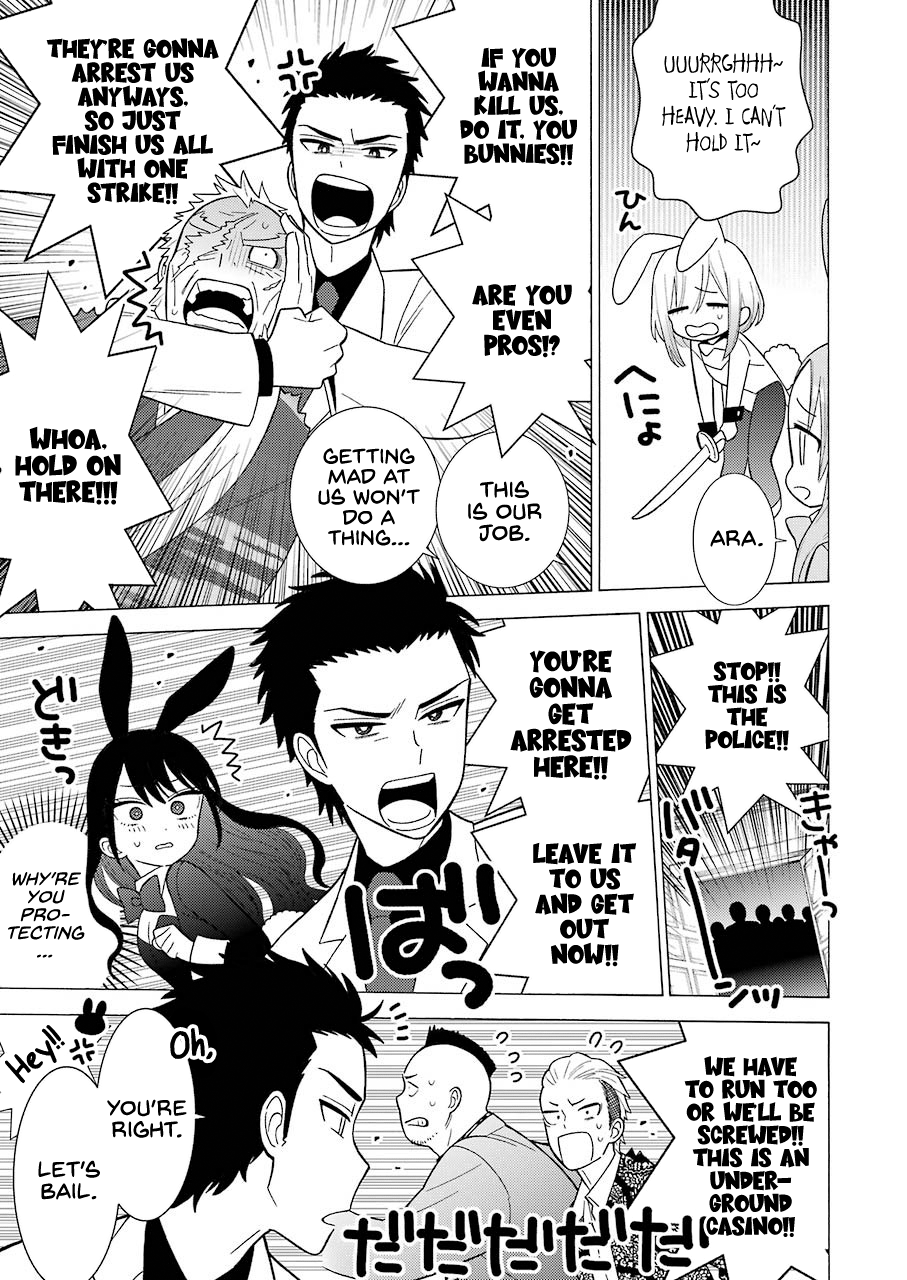 UUURRGHHH~
IT'S TOO
HEAVY. I CAN'T
HOLD IT~
ひん
へにょ
ARA.
IF YOU
WANNA
KILL US.
DO IT. YOU
BUNNIES!!
ARE YOU
EVEN
PROS!?
THEY'RE GONNA
ARREST US
ANYWAYS.
SO JUST
FINISH US ALL
WITH ONE
STRIKE!!
WHOA.
HOLD ON
THERE!!!
THIS
IS OUR
JOB.
GETTING
MAD AT
US WON'T
DO A
THING...
STOP!!
THIS IS
THE
POLICE!!
きゃーっ
バターンッ
YOU'RE
GONNA
GET
ARRESTED
HERE!!
LEAVE IT
TO US
AND GET
OUT
NOW!!
ばっ
どきっ
WHY'RE
YOU
PRO-
TECTING
...
WE HAVE
TO RUN TOO
OR WE'LL BE
SCREWED!!
THIS IS AN
UNDER-
GROUND
CASINO!!
だだだだだ
Oh,
Hey!!
YOU'RE
RIGHT.
LET'S
BAIL.